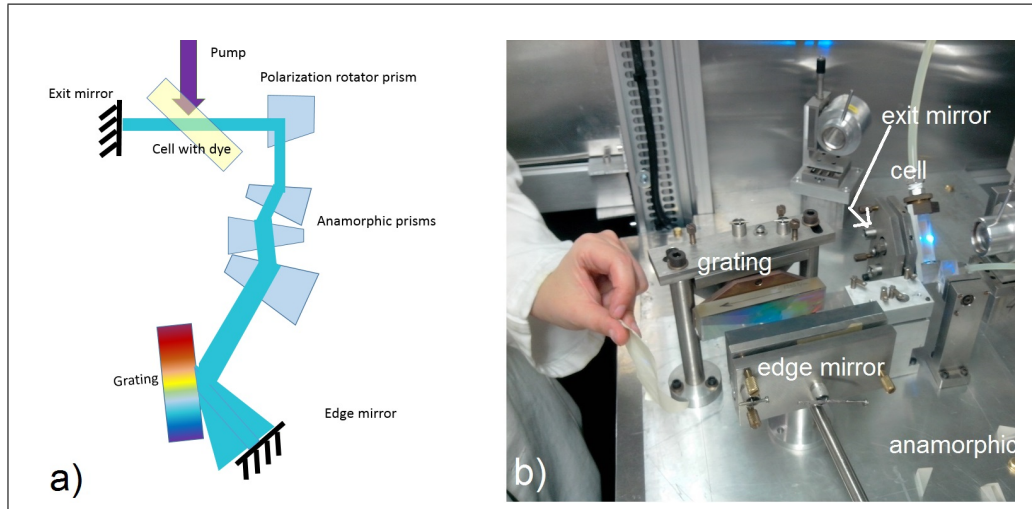 Pump
Polarization rotator prism
Exit mirror
Cell with dye
Anamorphic prisms
Grating
Edge mirror
a)
exit mirror
cell
grating
edge mirror
anamorphic
b)